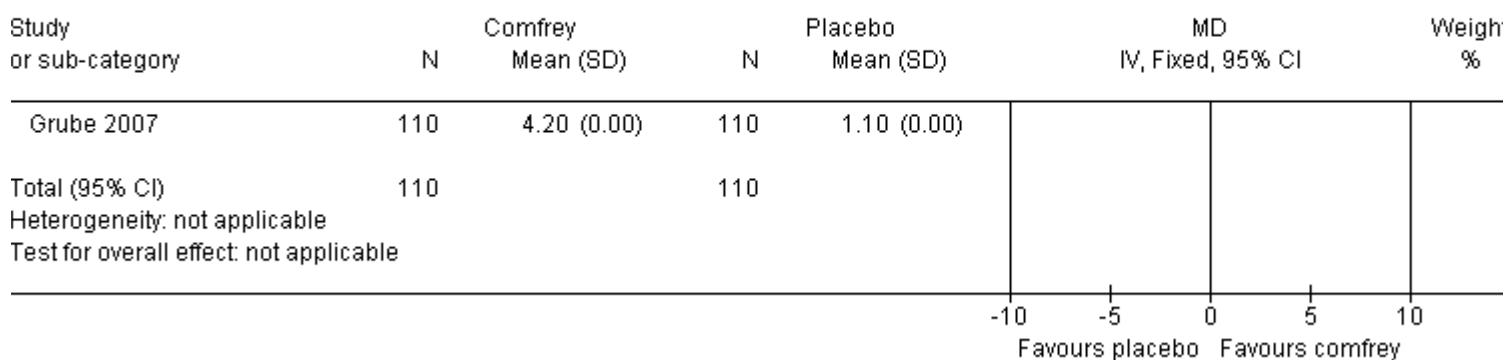 Study Comfrey Placebo MD Weight
or sub-category N Mean (SD) N Mean (SD) IV, Fixed, 95% CI %
Grube 2007 110 4.20 (0.00) 110 1.10 (0.00)
Total (95% CI) 110 110
Heterogeneity: not applicable
Test for overall effect: not applicable
-10 -5 0 5 10
Favours placebo Favours comfrey